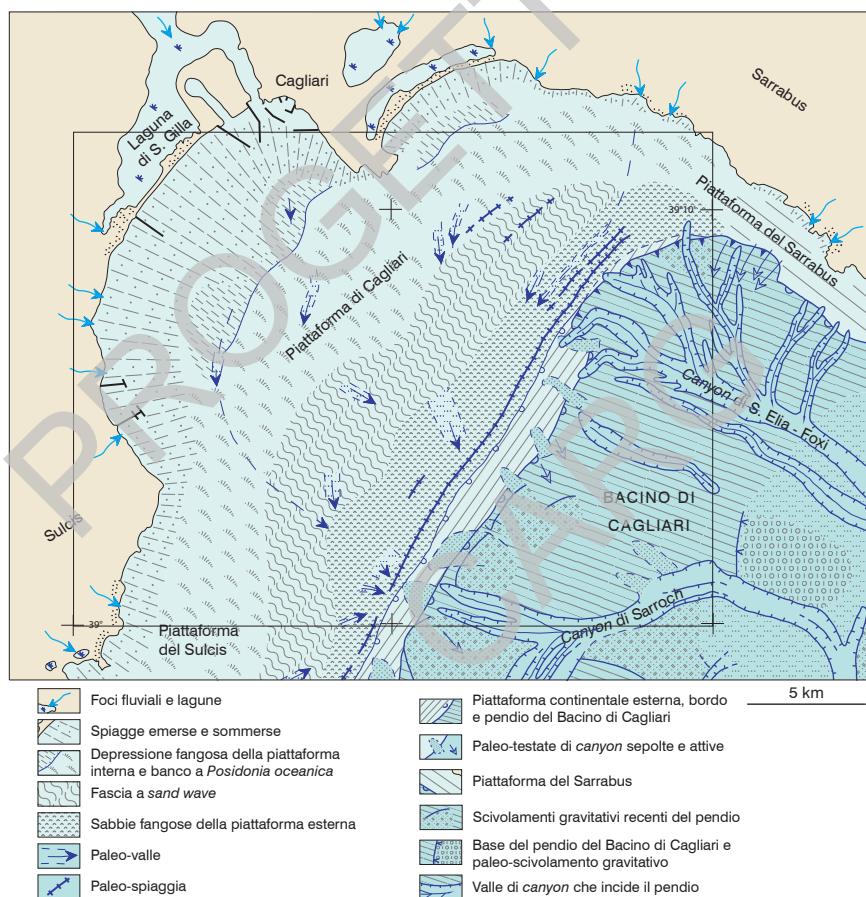 Cagliari
Sarrabus
Laguna
di S. Gilla
39°10'
Piattaforma del Sarrabus
Piattaforma di Cagliari
Canyon di S. Elia - Foxi
BACINO DI
CAGLIARI
Sulcis
Canyon di Sarroch
39°
Piattaforma
del Sulcis
PROGETTO
CARG
5 km
Foci fluviali e lagune
Spiagge emerse e sommerse
Depressione fangosa della piattaforma
interna e banco a Posidonia oceanica
Fascia a sand wave
Sabbie fangose della piattaforma esterna
Paleo-valle
Paleo-spiaggia
Piattaforma continentale esterna, bordo
e pendio del Bacino di Cagliari
Paleo-testate di canyon sepolte e attive
Piattaforma del Sarrabus
Scivolamenti gravitativi recenti del pendio
Base del pendio del Bacino di Cagliari e
paleo-scivolamento gravitativo
Valle di canyon che incide il pendio